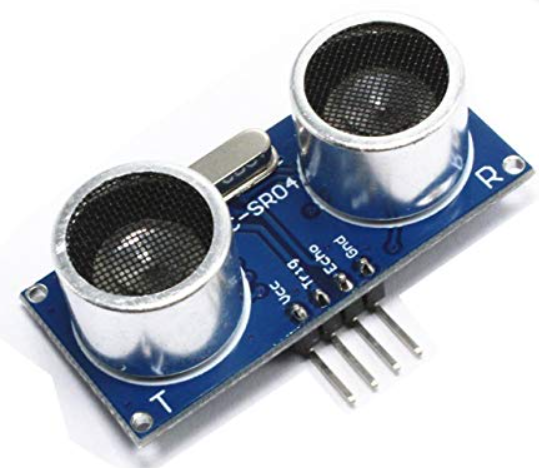 C-SR04
R
Vcc
Trig
Echo
Gnd
T